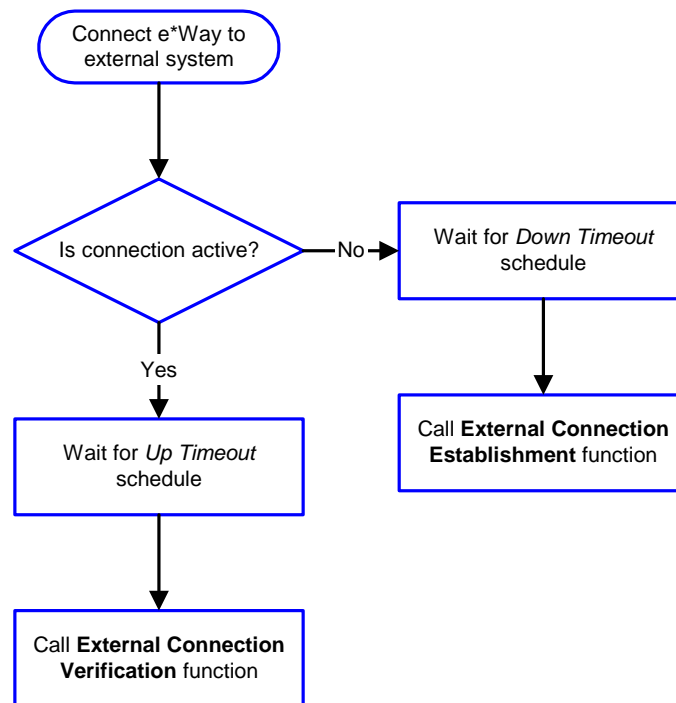 Connect e*Way to
external system
Is connection active?
No
Wait for Down Timeout
schedule
Yes
Call External Connection
Establishment function
Wait for Up Timeout
schedule
Call External Connection
Verification function